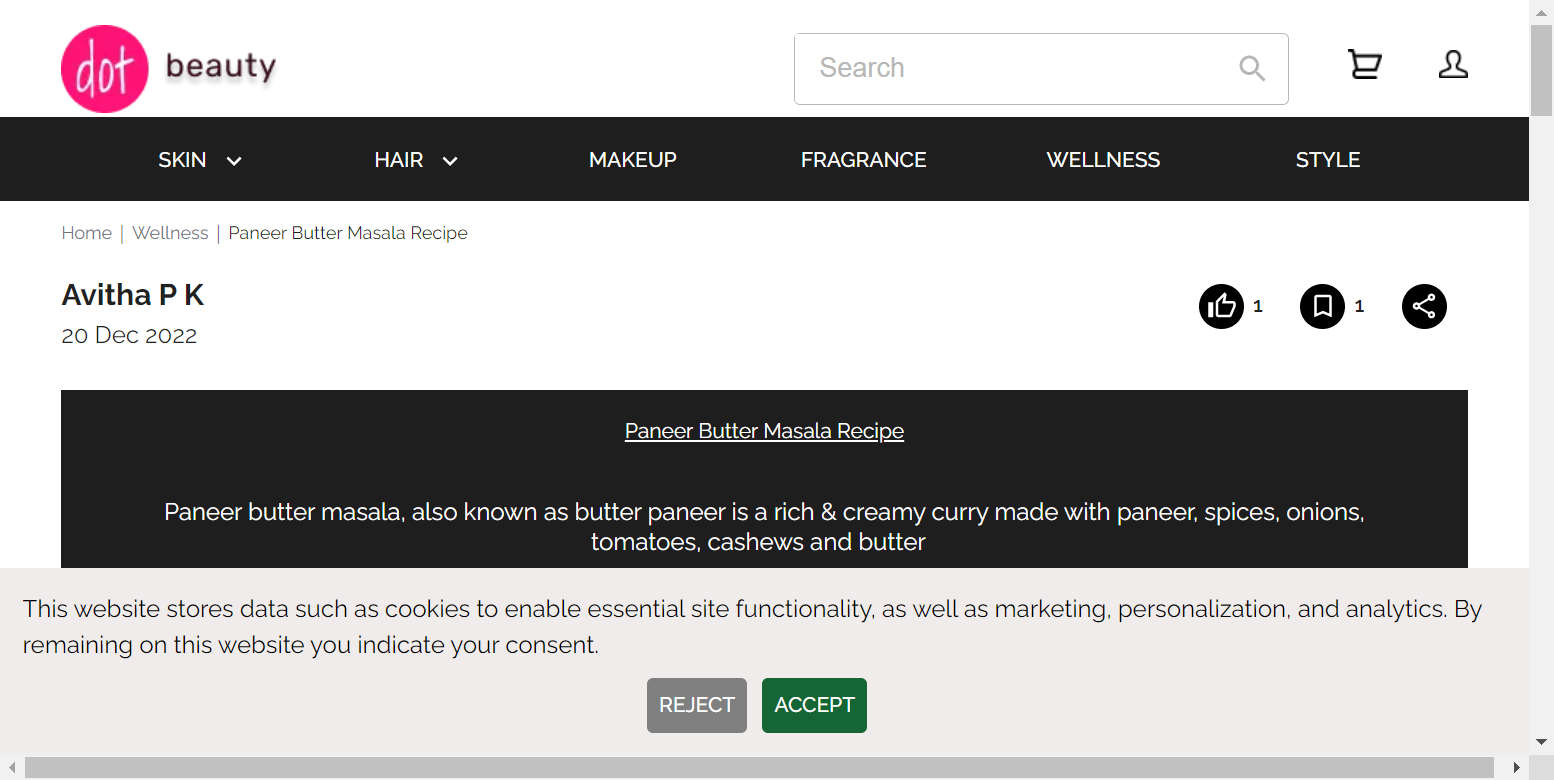 dot beauty
Search
SKIN HAIR MAKEUP FRAGRANCE WELLNESS STYLE
Home | Wellness | Paneer Butter Masala Recipe
Avitha P K
1 1
20 Dec 2022
Paneer Butter Masala Recipe
Paneer butter masala, also known as butter paneer is a rich & creamy curry made with paneer, spices, onions,
tomatoes, cashews and butter
This website stores data such as cookies to enable essential site functionality, as well as marketing, personalization, and analytics. By
remaining on this website you indicate your consent.
REJECT ACCEPT